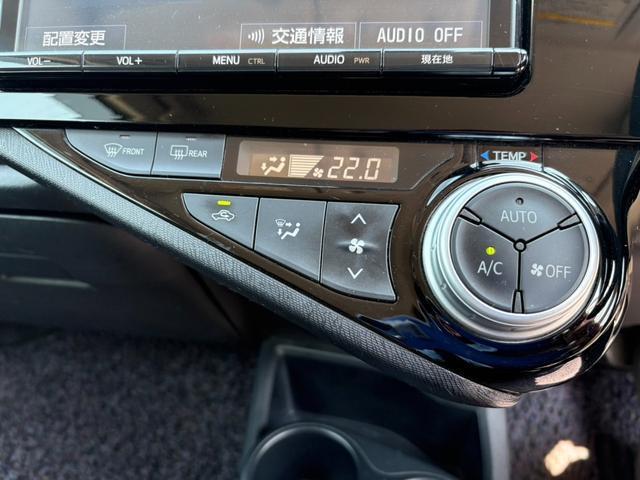 配置変更 交通情報 AUDIO OFF
VOL− VOL+ MENU CTRL AUDIO PWR 現在地
FRONT REAR 22.0 TEMP
AUTO
A/C OFF